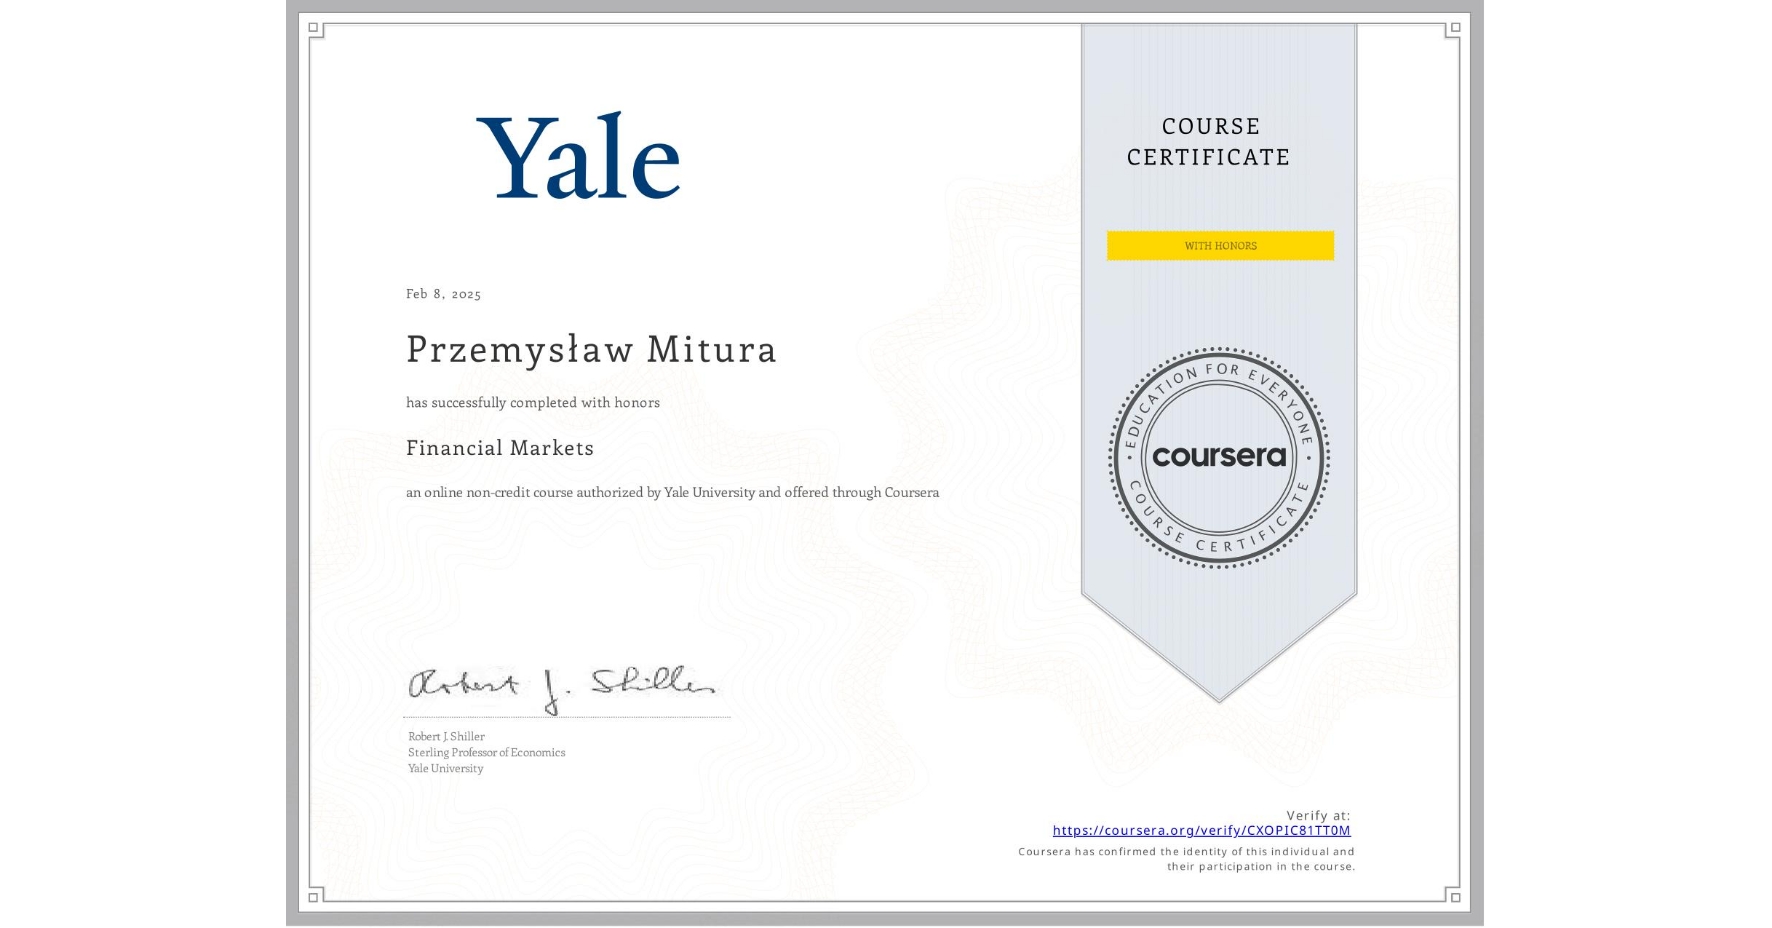 Yale
COURSE
CERTIFICATE
WITH HONORS
Feb 8, 2025
Przemysław Mitura
has successfully completed with honors
Financial Markets
an online non-credit course authorized by Yale University and offered through Coursera
EDUCATION FOR EVERYONE
coursera
COURSE CERTIFICATE
Robert J. Shiller
Robert J. Shiller
Sterling Professor of Economics
Yale University
Verify at:
https://coursera.org/verify/CXOPIC81TT0M
Coursera has confirmed the identity of this individual and
their participation in the course.